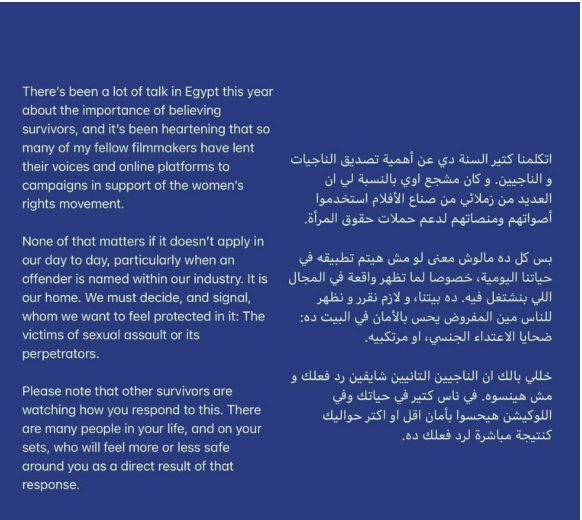 There's been a lot of talk in Egypt this year
about the importance of believing
survivors, and it's been heartening that so
many of my fellow filmmakers have lent
their voices and online platforms to
campaigns in support of the women's
rights movement.
None of that matters if it doesn't apply in
our day to day, particularly when an
offender is named within our industry. It is
our home. We must decide, and signal,
whom we want to feel protected in it: The
victims of sexual assault or its
perpetrators.
Please note that other survivors are
watching how you respond to this. There
are many people in your life, and on your
sets, who will feel more or less safe
around you as a direct result of that
response.
اتكلمنا كتير السنة دي عن أهمية تصديق الناجيات
و الناجيين. و كان مشجع اوي بالنسبة لي ان
العديد من زملائي من صناع الأفلام استخدموا
أصواتهم ومنصاتهم لدعم حملات حقوق المرأة.
بس كل ده مالوش معنى لو مش هيتم تطبيقه في
حياتنا اليومية، خصوصا لما تظهر واقعة في المجال
اللي بنشتغل فيه. ده بيتنا، و لازم نقرر و نظهر
للناس مين المفروض يحس بالأمان في البيت ده:
ضحايا الاعتداء الجنسي، او مرتكبيه.
خللي بالك ان الناجيين التانيين شايفين رد فعلك و
مش هينسوه. في ناس كتير في حياتك وفي
اللوكيشن هيحسوا بأمان اقل او اكتر حواليك
كنتيجة مباشرة لرد فعلك ده.